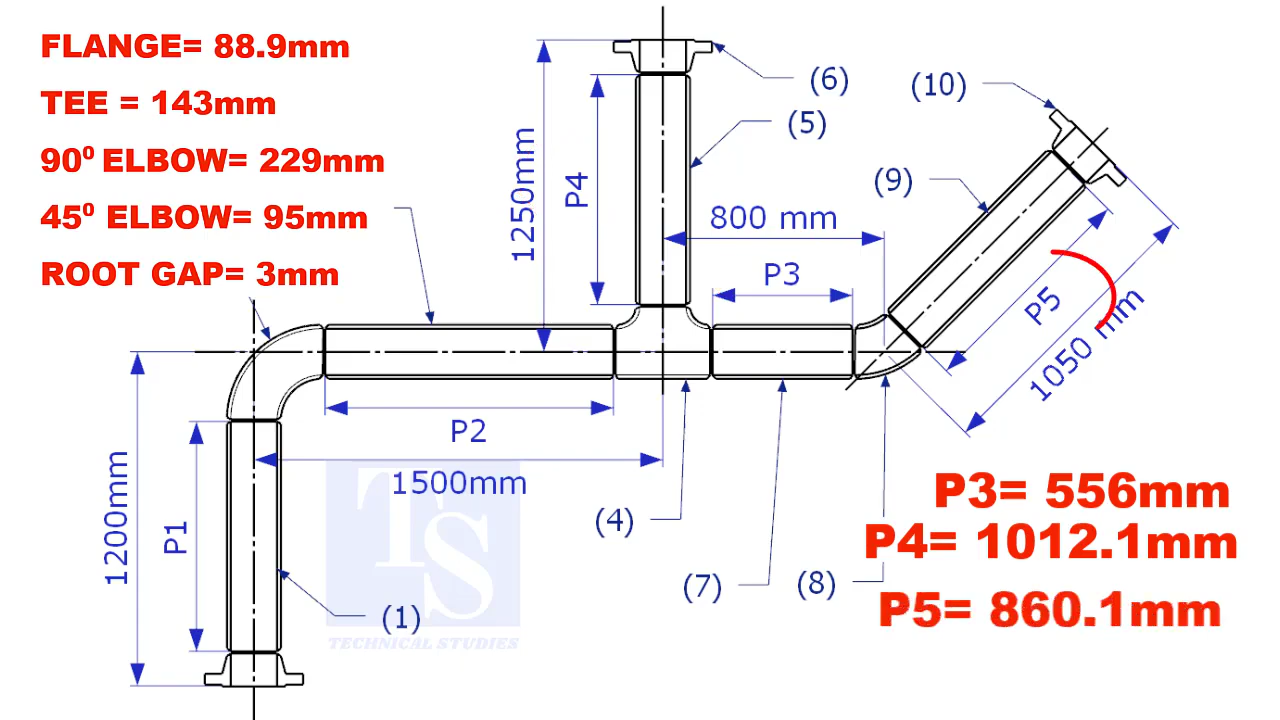 FLANGE= 88.9mm
TEE = 143mm
90⁰ ELBOW= 229mm
45⁰ ELBOW= 95mm
ROOT GAP= 3mm
(6)
(5)
(10)
(9)
1250mm
P4
800 mm
P3
P5
1050 mm
P2
1500mm
1200mm
P1
(1)
(4)
(7)
(8)
TS
TECHNICAL STUDIES
P3= 556mm
P4= 1012.1mm
P5= 860.1mm